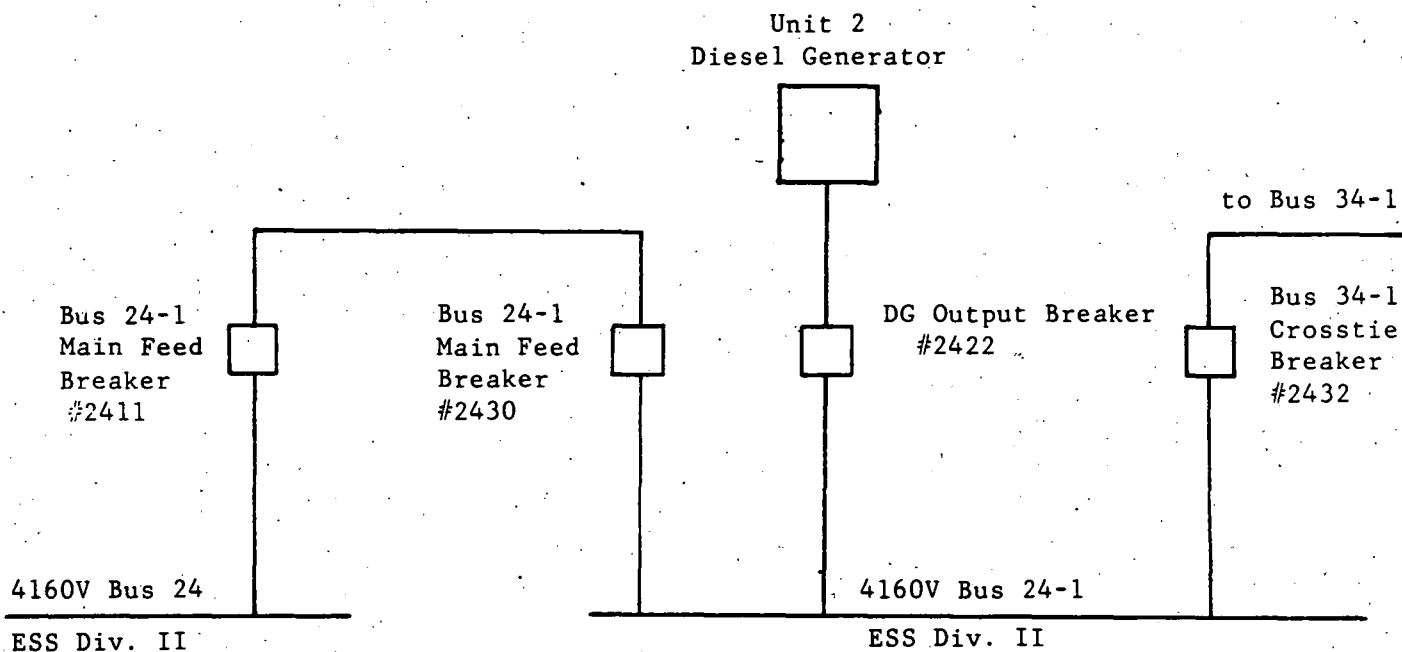 Unit 2
Diesel Generator
to Bus 34-1
Bus 24-1
Main Feed
Breaker
#2411
Bus 24-1
Main Feed
Breaker
#2430
DG Output Breaker
#2422
Bus 34-1
Crosstie
Breaker
#2432
4160V Bus 24
ESS Div. II
4160V Bus 24-1
ESS Div. II